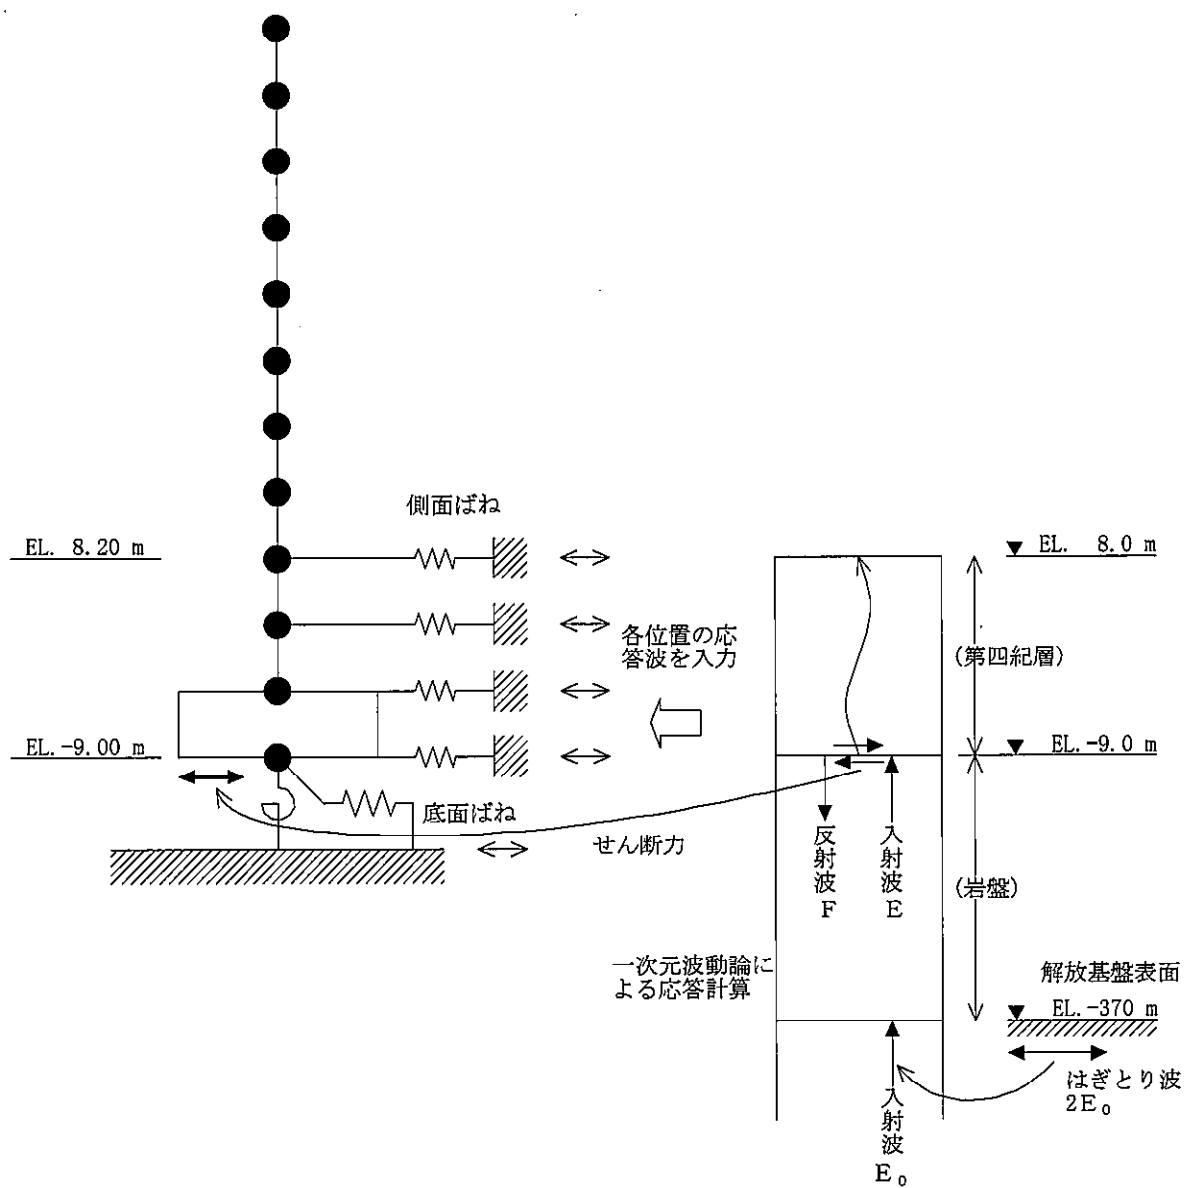 側面ばね
EL. 8.20 m
EL. 8.0 m
各位置の応
答波を入力
(第四紀層)
EL.-9.00 m
EL.-9.0 m
底面ばね
せん断力
反射波F
入射波E
(岩盤)
一次元波動論に
よる応答計算
解放基盤表面
EL.-370 m
はぎとり波
2E₀
入射波E₀